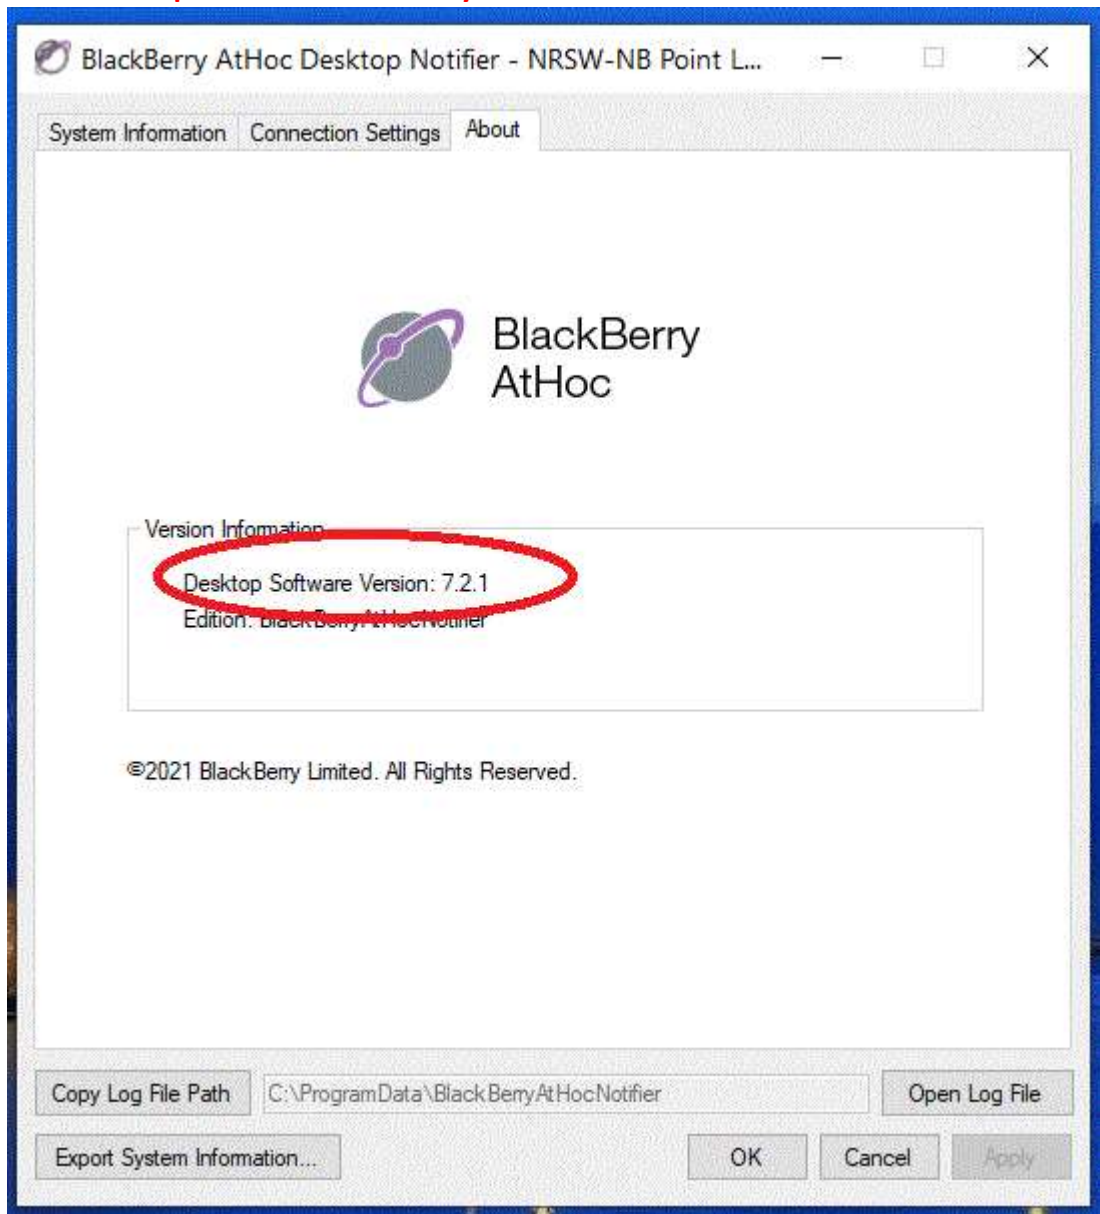 BlackBerry AtHoc Desktop Notifier - NRSW-NB Point L...
System Information Connection Settings About
BlackBerry
AtHoc
Version Information
Desktop Software Version: 7.2.1
Edition: BlackBerryAtHocNotifier
©2021 BlackBerry Limited. All Rights Reserved.
Copy Log File Path C:\ProgramData\BlackBerryAtHocNotifier Open Log File
Export System Information... OK Cancel Apply